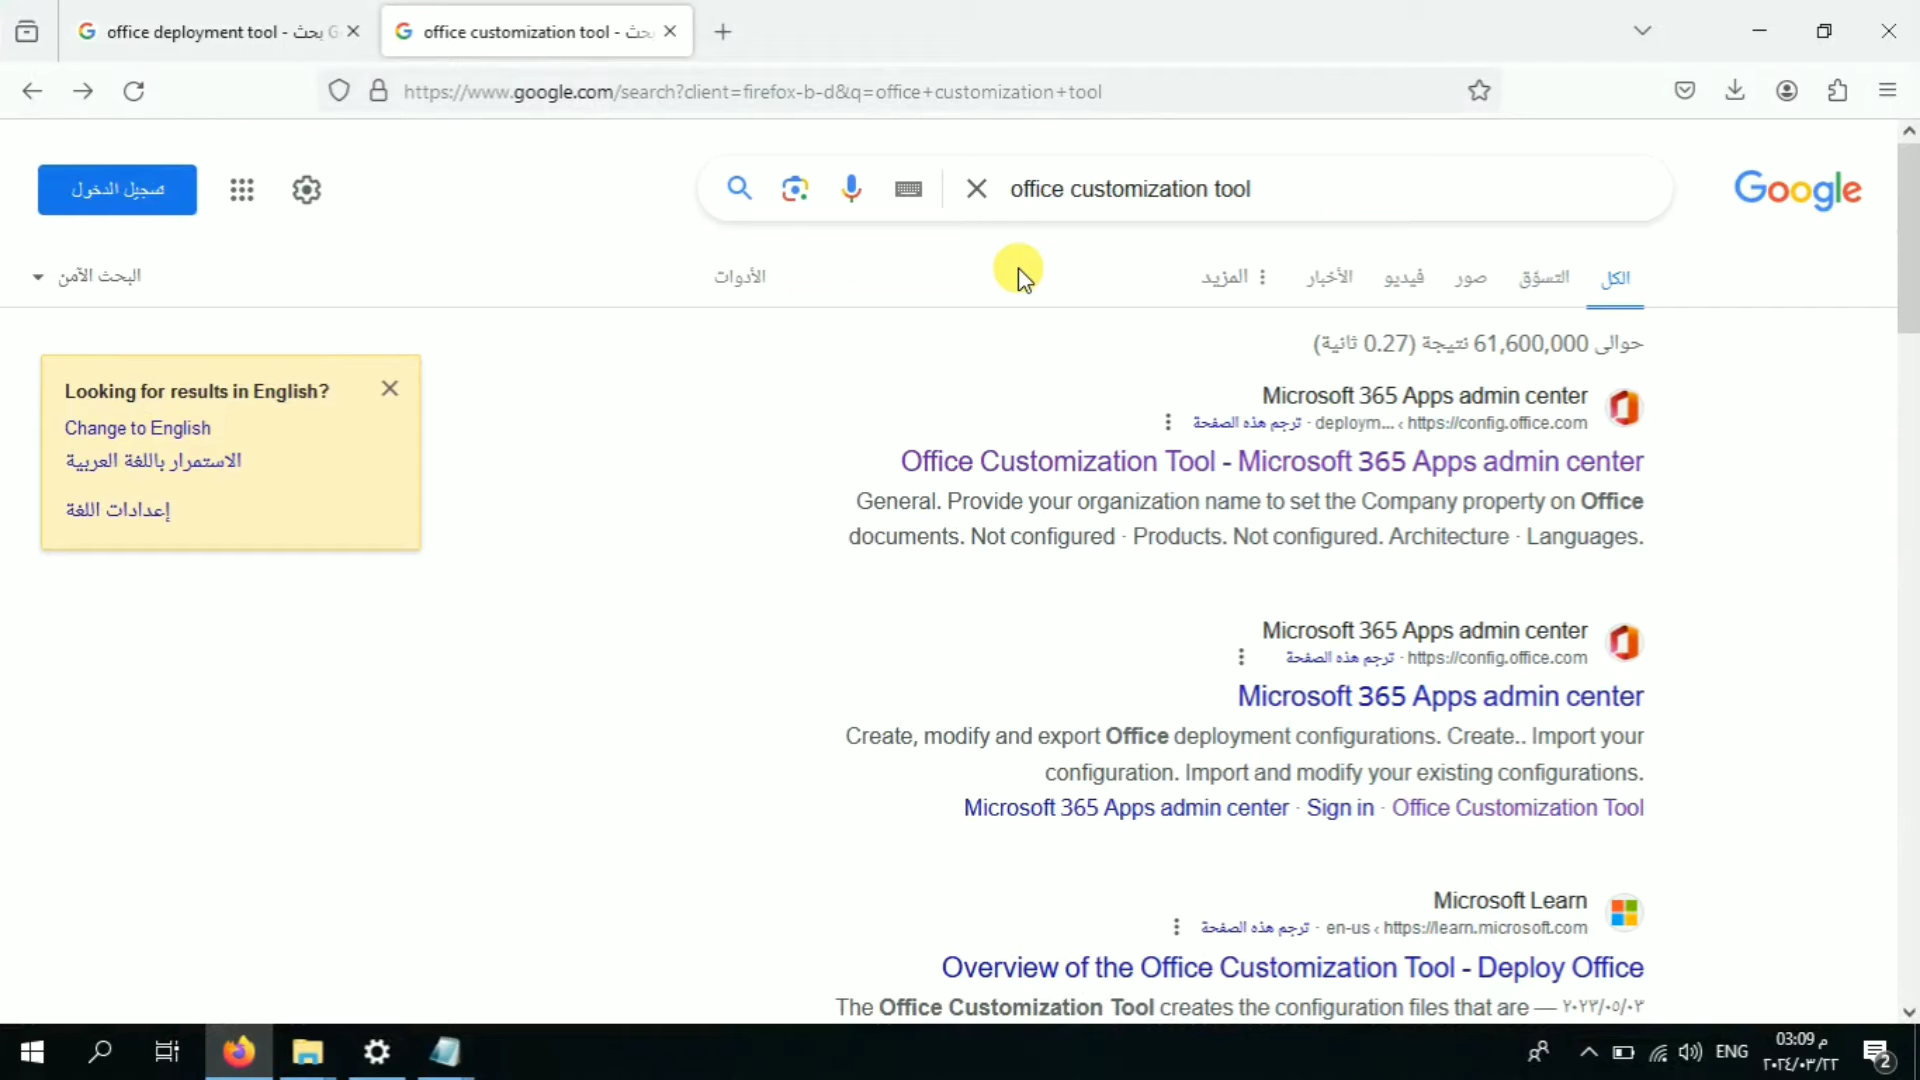 office deployment tool - بحث G
office customization tool - بحث
https://www.google.com/search?client=firefox-b-d&q=office+customization+tool
تسجيل الدخول
office customization tool
Google
الكل
التسوّق
صور
فيديو
الأخبار
المزيد
الأدوات
البحث الآمن
حوالى 61,600,000 نتيجة (0.27 ثانية)
Looking for results in English?
Change to English
الاستمرار باللغة العربية
إعدادات اللغة
Microsoft 365 Apps admin center
https://config.office.com › deploym... · ترجم هذه الصفحة
Office Customization Tool - Microsoft 365 Apps admin center
General. Provide your organization name to set the Company property on Office
documents. Not configured · Products. Not configured. Architecture · Languages.
Microsoft 365 Apps admin center
https://config.office.com · ترجم هذه الصفحة
Microsoft 365 Apps admin center
Create, modify and export Office deployment configurations. Create.. Import your
configuration. Import and modify your existing configurations.
Microsoft 365 Apps admin center · Sign in · Office Customization Tool
Microsoft Learn
https://learn.microsoft.com › en-us · ترجم هذه الصفحة
Overview of the Office Customization Tool - Deploy Office
٢٠٢٣/٠٥/٠٣ — The Office Customization Tool creates the configuration files that are
ENG
03:09 م
٢٠٢٤/٠٣/٢٢
2